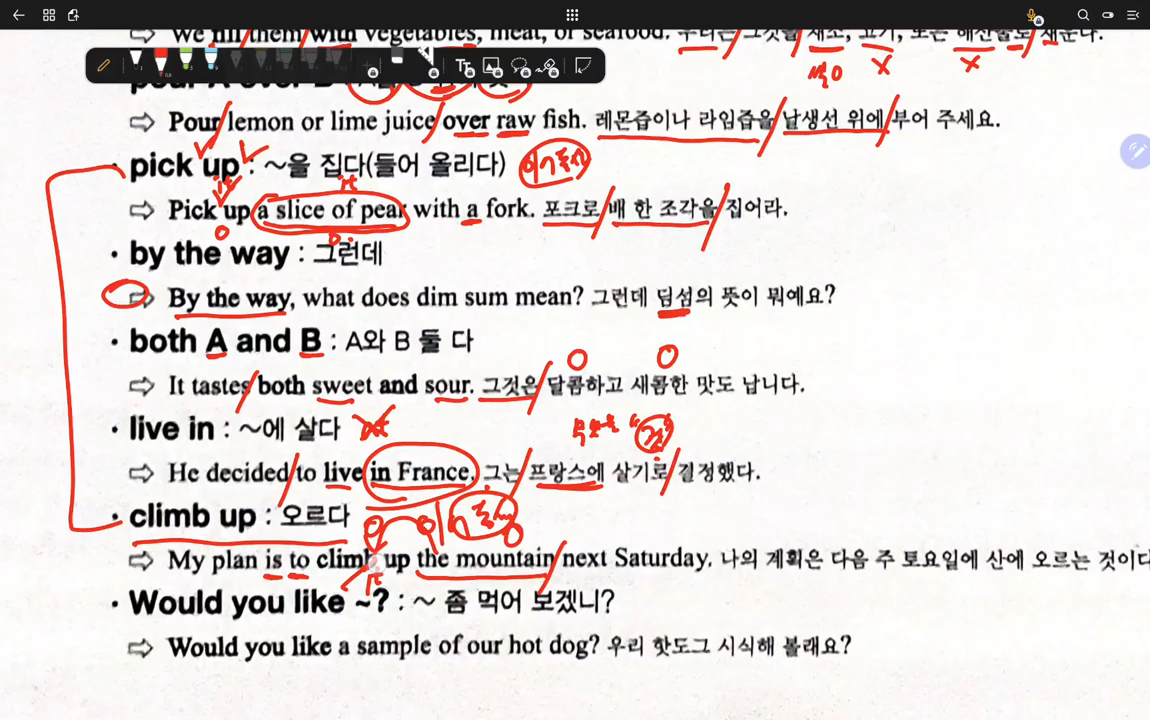 We fill them with vegetables, meat, or seafood. 우리는 그것을 채소, 고기, 또는 해산물로 채운다.
x x
pour A over B
⇨ Pour lemon or lime juice over raw fish. 레몬즙이나 라임즙을 날생선 위에 부어 주세요.
· pick up : ~을 집다(들어 올리다)
it it
⇨ Pick up a slice of pear with a fork. 포크로 배 한 조각을 집어라.
· by the way : 그런데
⇨ By the way, what does dim sum mean? 그런데 딤섬의 뜻이 뭐예요?
· both A and B : A와 B 둘 다
⇨ It tastes both sweet and sour. 그것은 달콤하고 새콤한 맛도 납니다.
· live in : ~에 살다
⇨ He decided to live in France. 그는 프랑스에 살기로 결정했다.
· climb up : 오르다
⇨ My plan is to climb up the mountain next Saturday. 나의 계획은 다음 주 토요일에 산에 오르는 것이다
it
· Would you like ~? : ~ 좀 먹어 보겠니?
⇨ Would you like a sample of our hot dog? 우리 핫도그 시식해 볼래요?